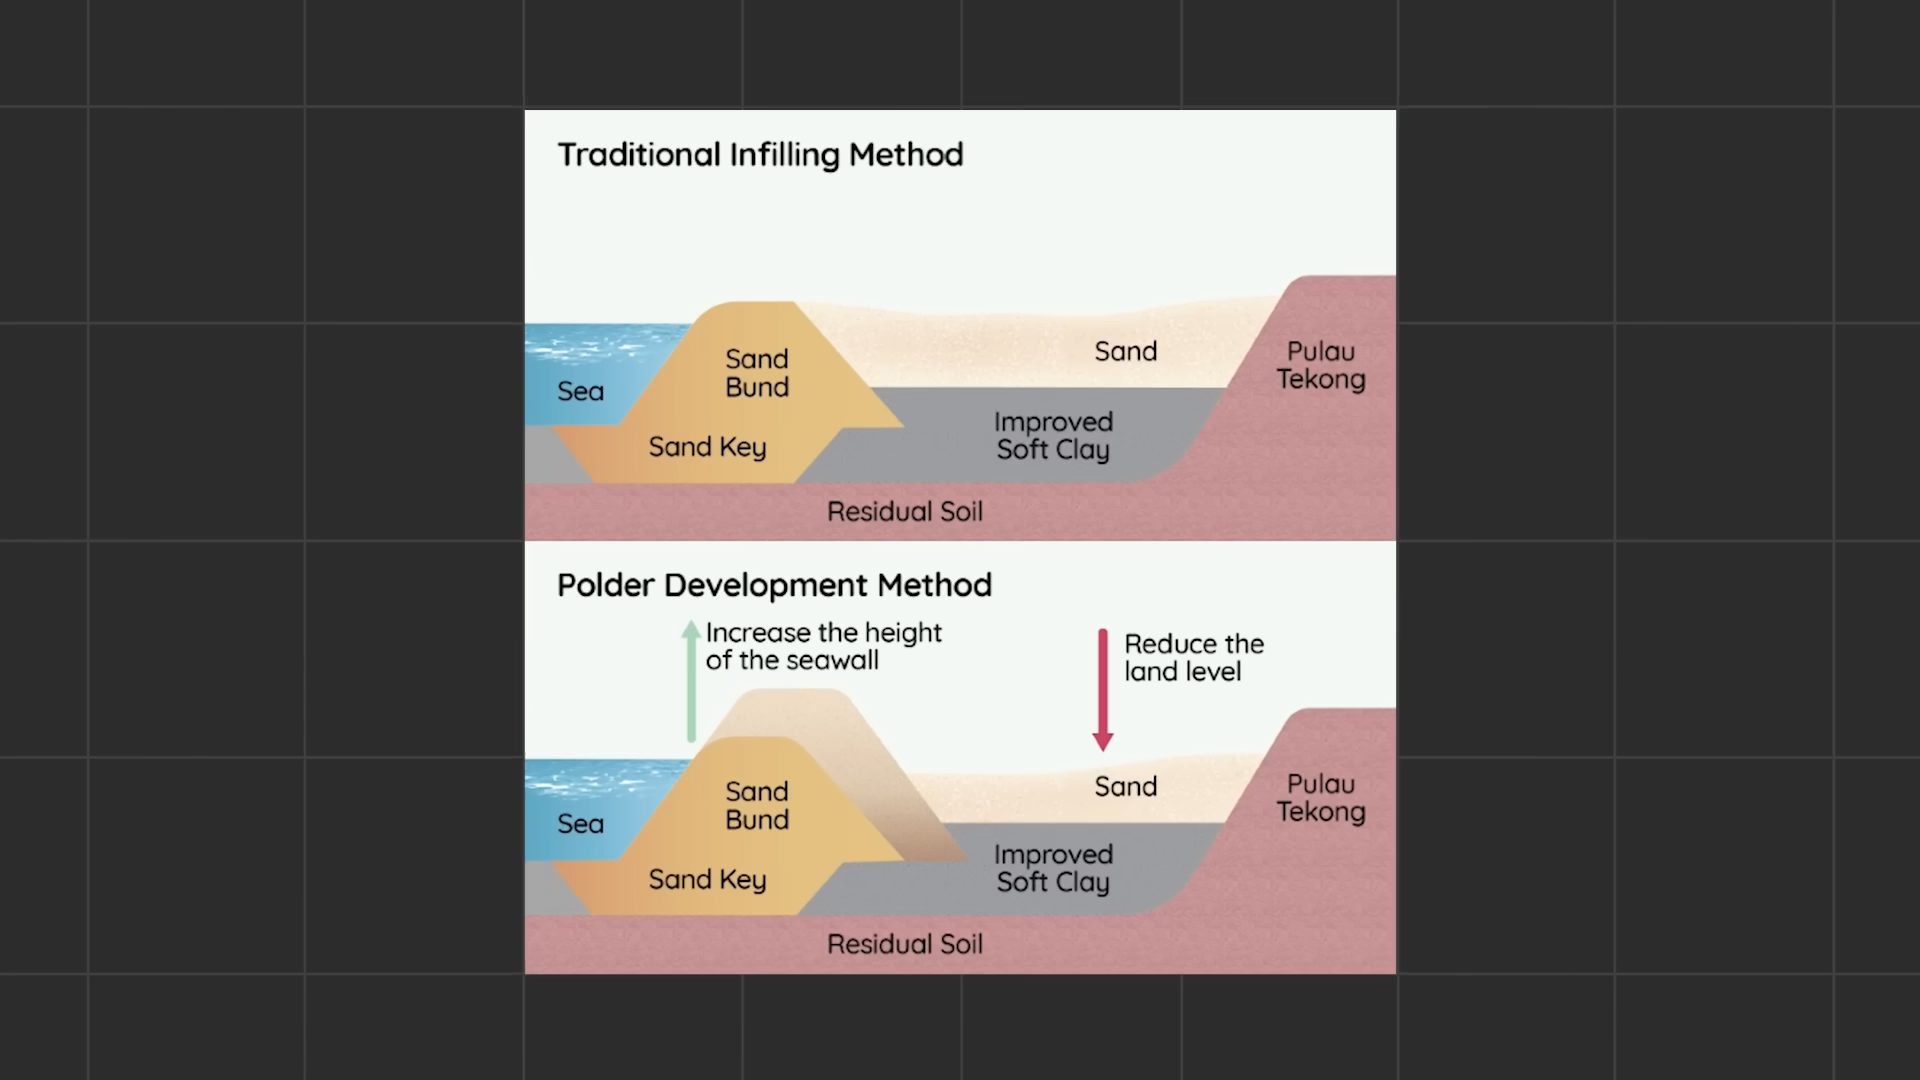 Traditional Infilling Method
Sand
Bund
Sand
Pulau
Tekong
Sea
Improved
Soft Clay
Sand Key
Residual Soil
Polder Development Method
Increase the height
of the seawall
Reduce the
land level
Sand
Bund
Sand
Pulau
Tekong
Sea
Improved
Soft Clay
Sand Key
Residual Soil